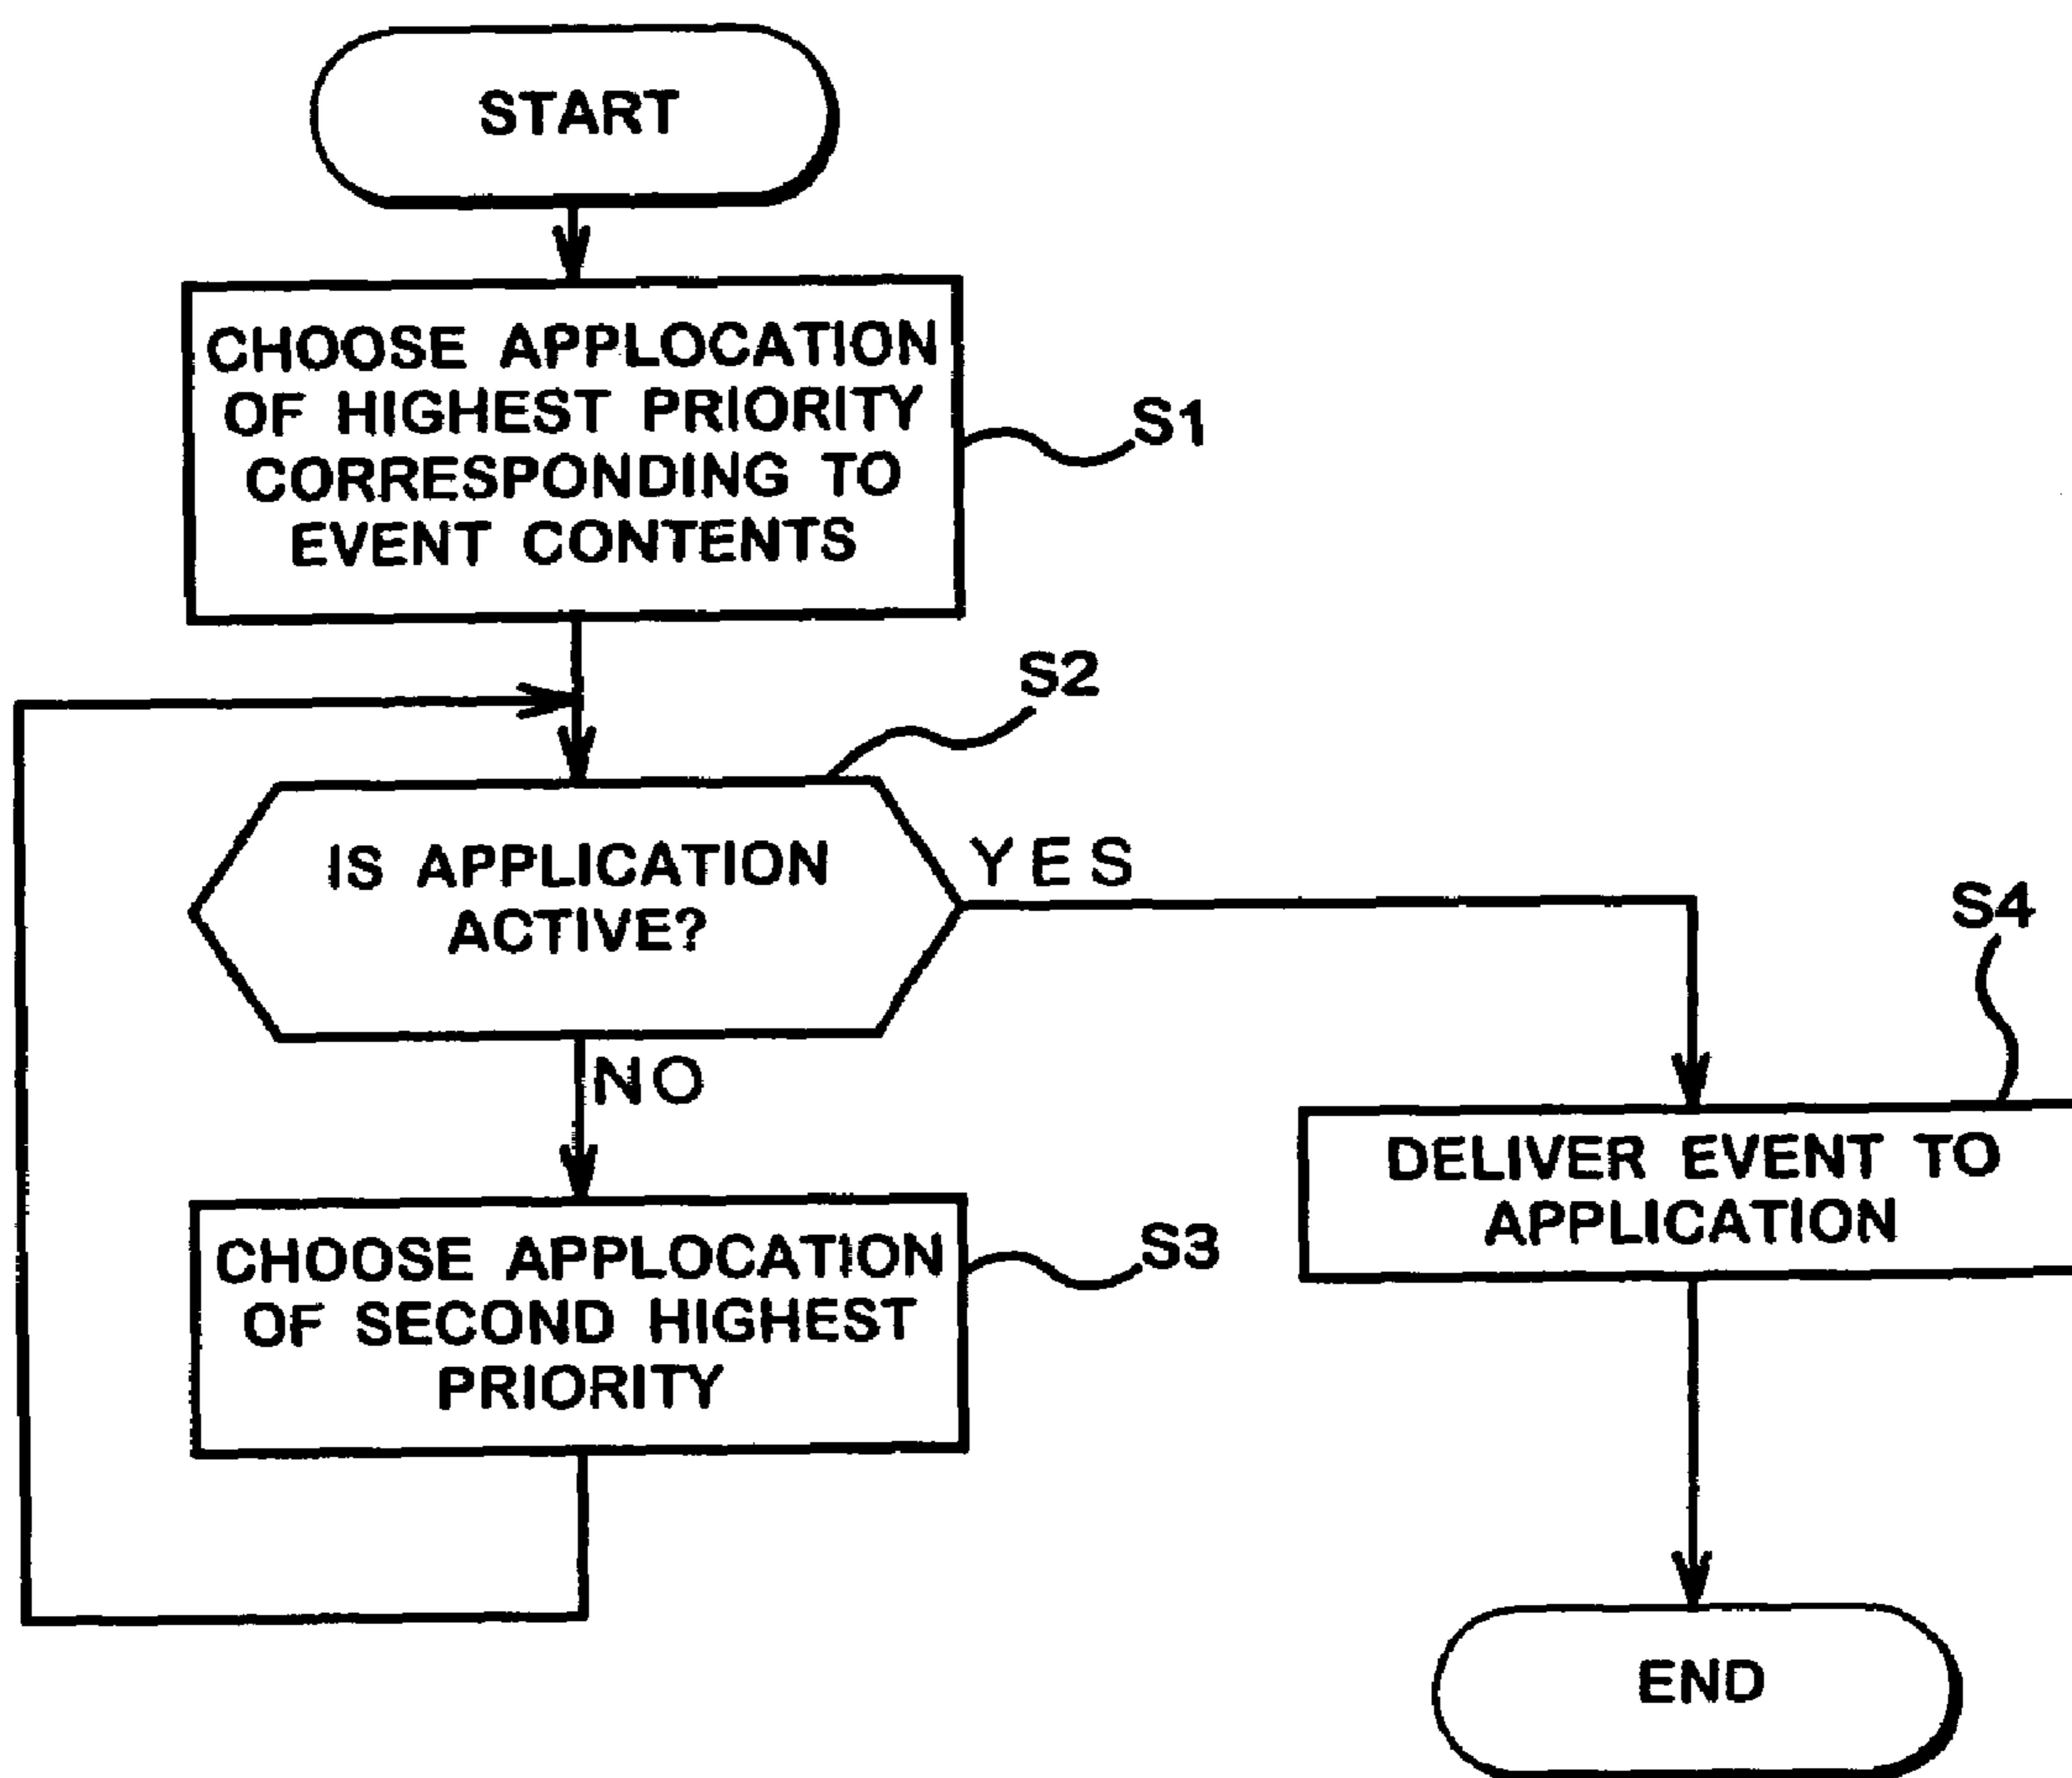 START
CHOOSE APPLOCATION
OF HIGHEST PRIORITY
CORRESPONDING TO
EVENT CONTENTS
S1
S2
IS APPLICATION
ACTIVE?
YES
NO
S4
DELIVER EVENT TO
APPLICATION
CHOOSE APPLOCATION
OF SECOND HIGHEST
PRIORITY
S3
END